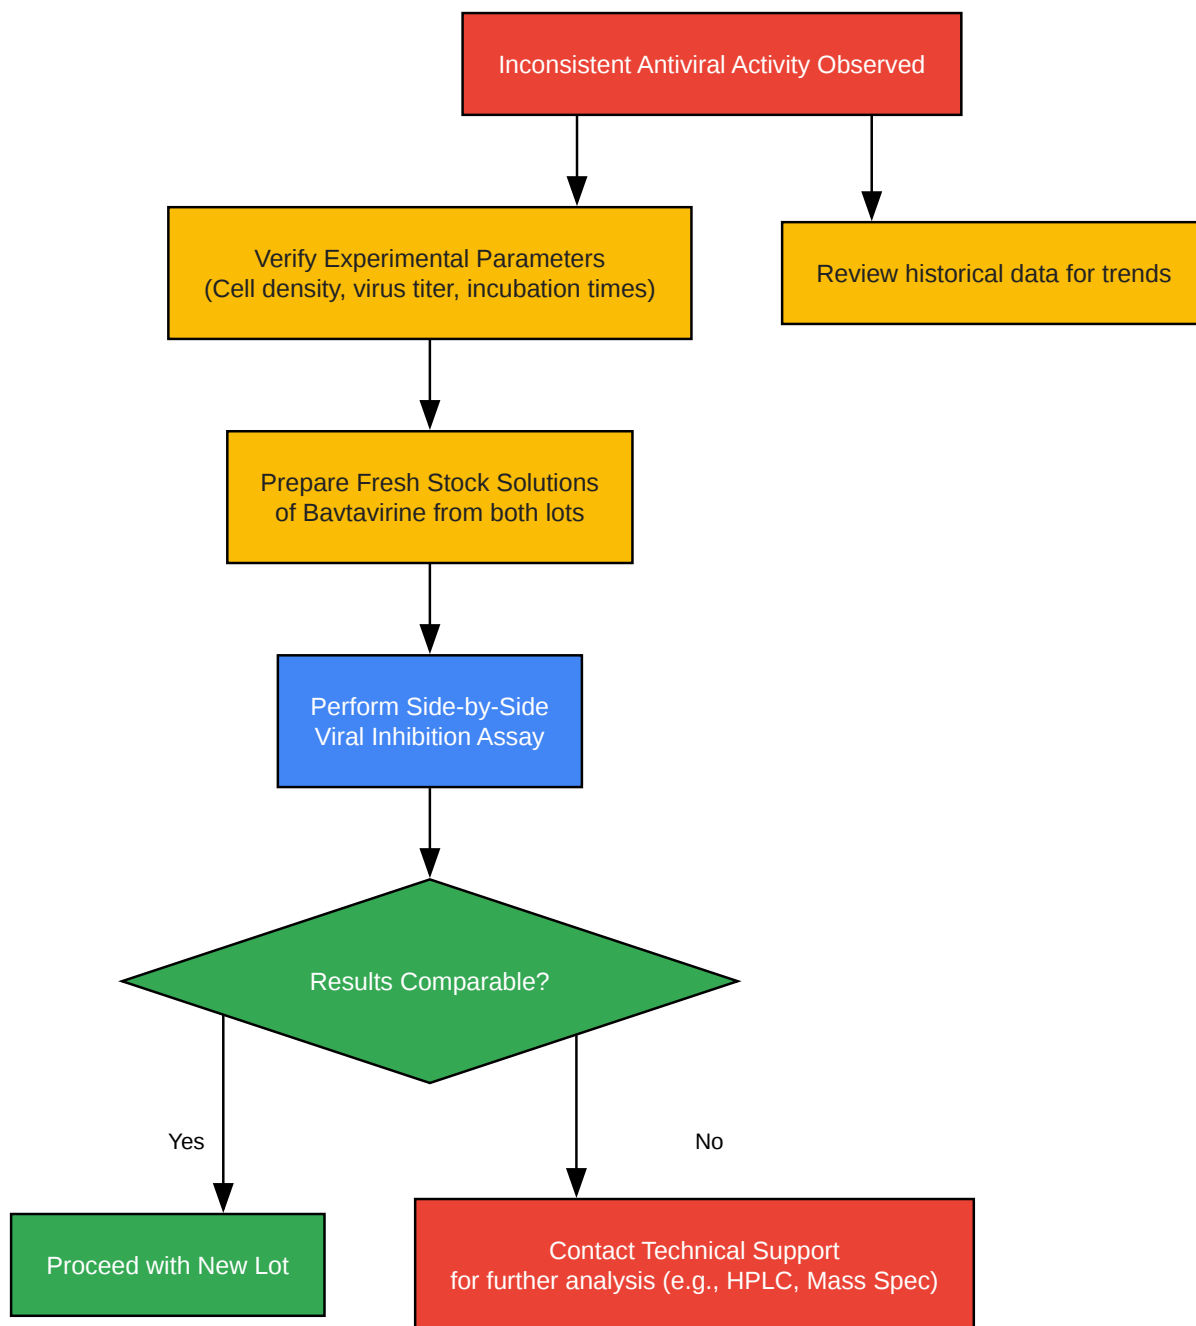 Inconsistent Antiviral Activity Observed
Verify Experimental Parameters
(Cell density, virus titer, incubation times)
Review historical data for trends
Prepare Fresh Stock Solutions
of Bavtavirine from both lots
Perform Side-by-Side
Viral Inhibition Assay
Results Comparable?
Yes
No
Proceed with New Lot
Contact Technical Support
for further analysis (e.g., HPLC, Mass Spec)